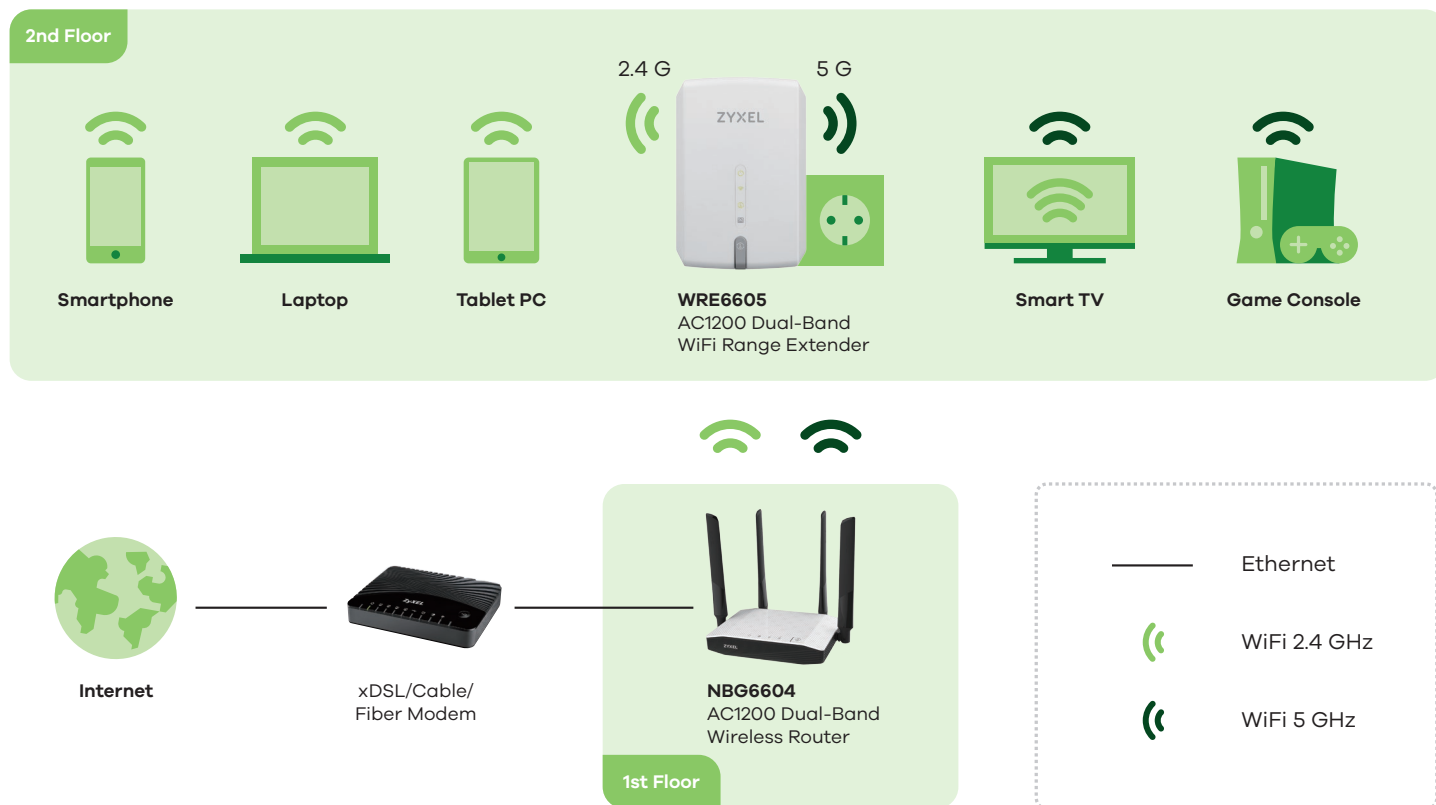 2nd Floor
2.4 G
5 G
ZYXEL
Smartphone
Laptop
Tablet PC
WRE6605
AC1200 Dual-Band
WiFi Range Extender
Smart TV
Game Console
Internet
ZyXEL
xDSL/Cable/
Fiber Modem
ZYXEL
NBG6604
AC1200 Dual-Band
Wireless Router
1st Floor
Ethernet
WiFi 2.4 GHz
WiFi 5 GHz